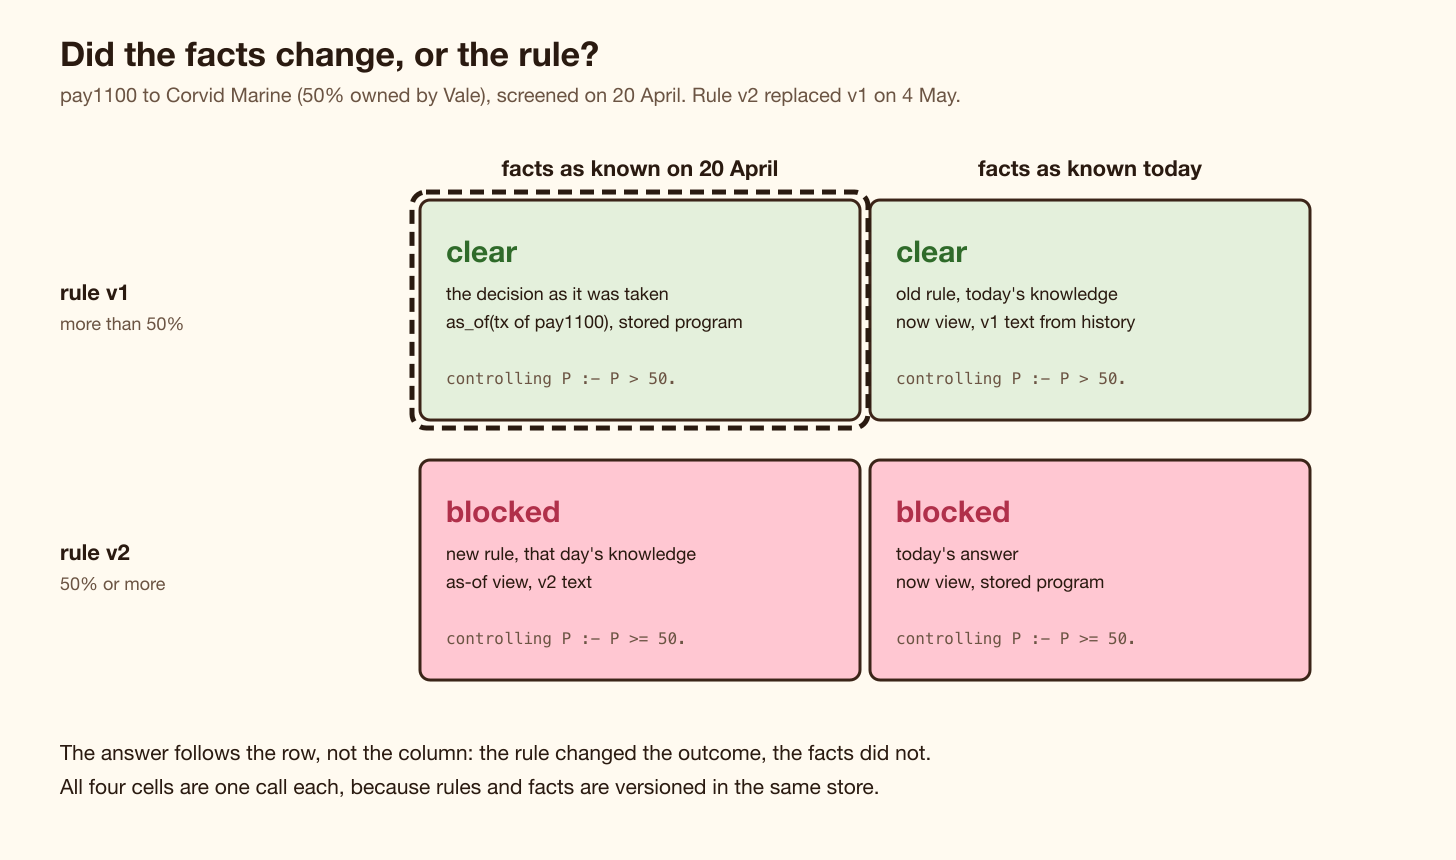 Did the facts change, or the rule?
pay1100 to Corvid Marine (50% owned by Vale), screened on 20 April. Rule v2 replaced v1 on 4 May.
facts as known on 20 April
facts as known today
rule v1
more than 50%
clear
the decision as it was taken
as_of(tx of pay1100), stored program
controlling P :- P > 50.
clear
old rule, today's knowledge
now view, v1 text from history
controlling P :- P > 50.
rule v2
50% or more
blocked
new rule, that day's knowledge
as-of view, v2 text
controlling P :- P >= 50.
blocked
today's answer
now view, stored program
controlling P :- P >= 50.
The answer follows the row, not the column: the rule changed the outcome, the facts did not.
All four cells are one call each, because rules and facts are versioned in the same store.